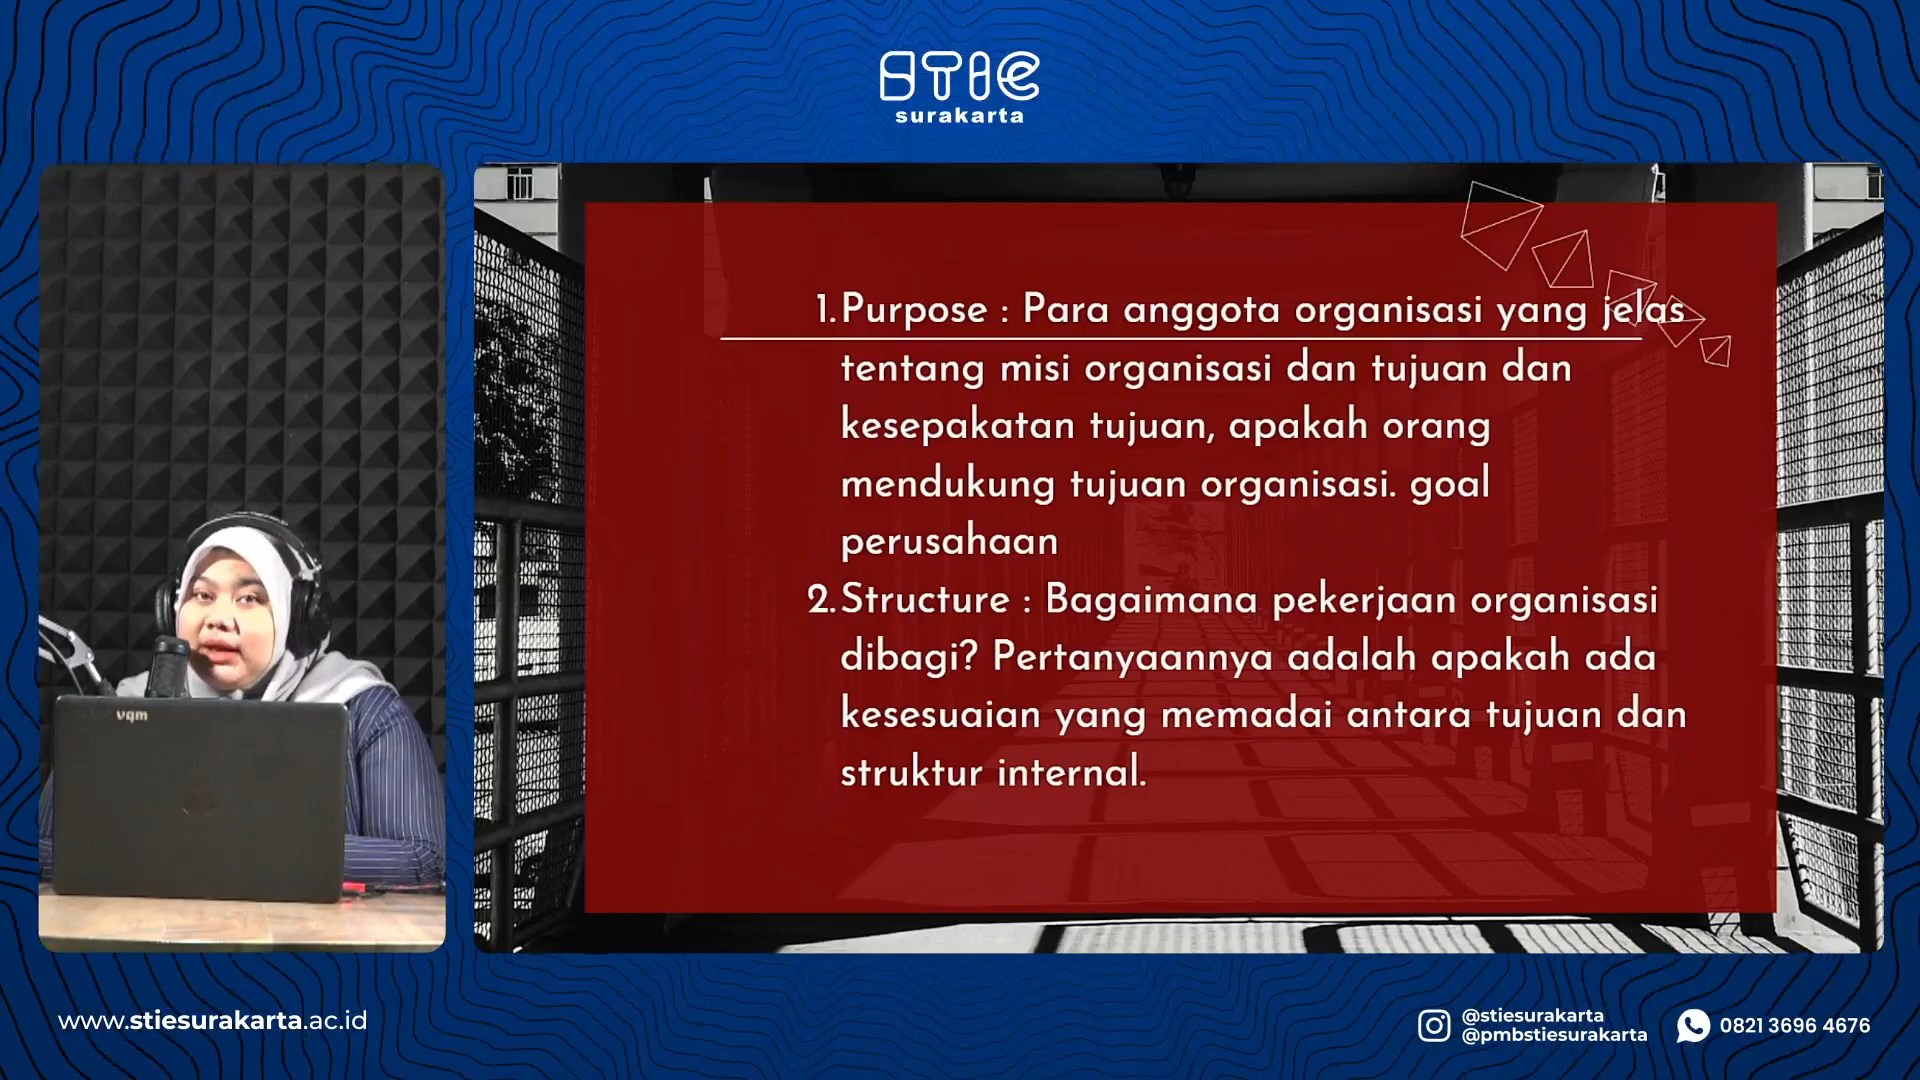 STIE
surakarta
1. Purpose : Para anggota organisasi yang jelas
tentang misi organisasi dan tujuan dan
kesepakatan tujuan, apakah orang
mendukung tujuan organisasi. goal
perusahaan
2. Structure : Bagaimana pekerjaan organisasi
dibagi? Pertanyaannya adalah apakah ada
kesesuaian yang memadai antara tujuan dan
struktur internal.
vqm
www.stiesurakarta.ac.id
@stiesurakarta
@pmbstiesurakarta
0821 3696 4676